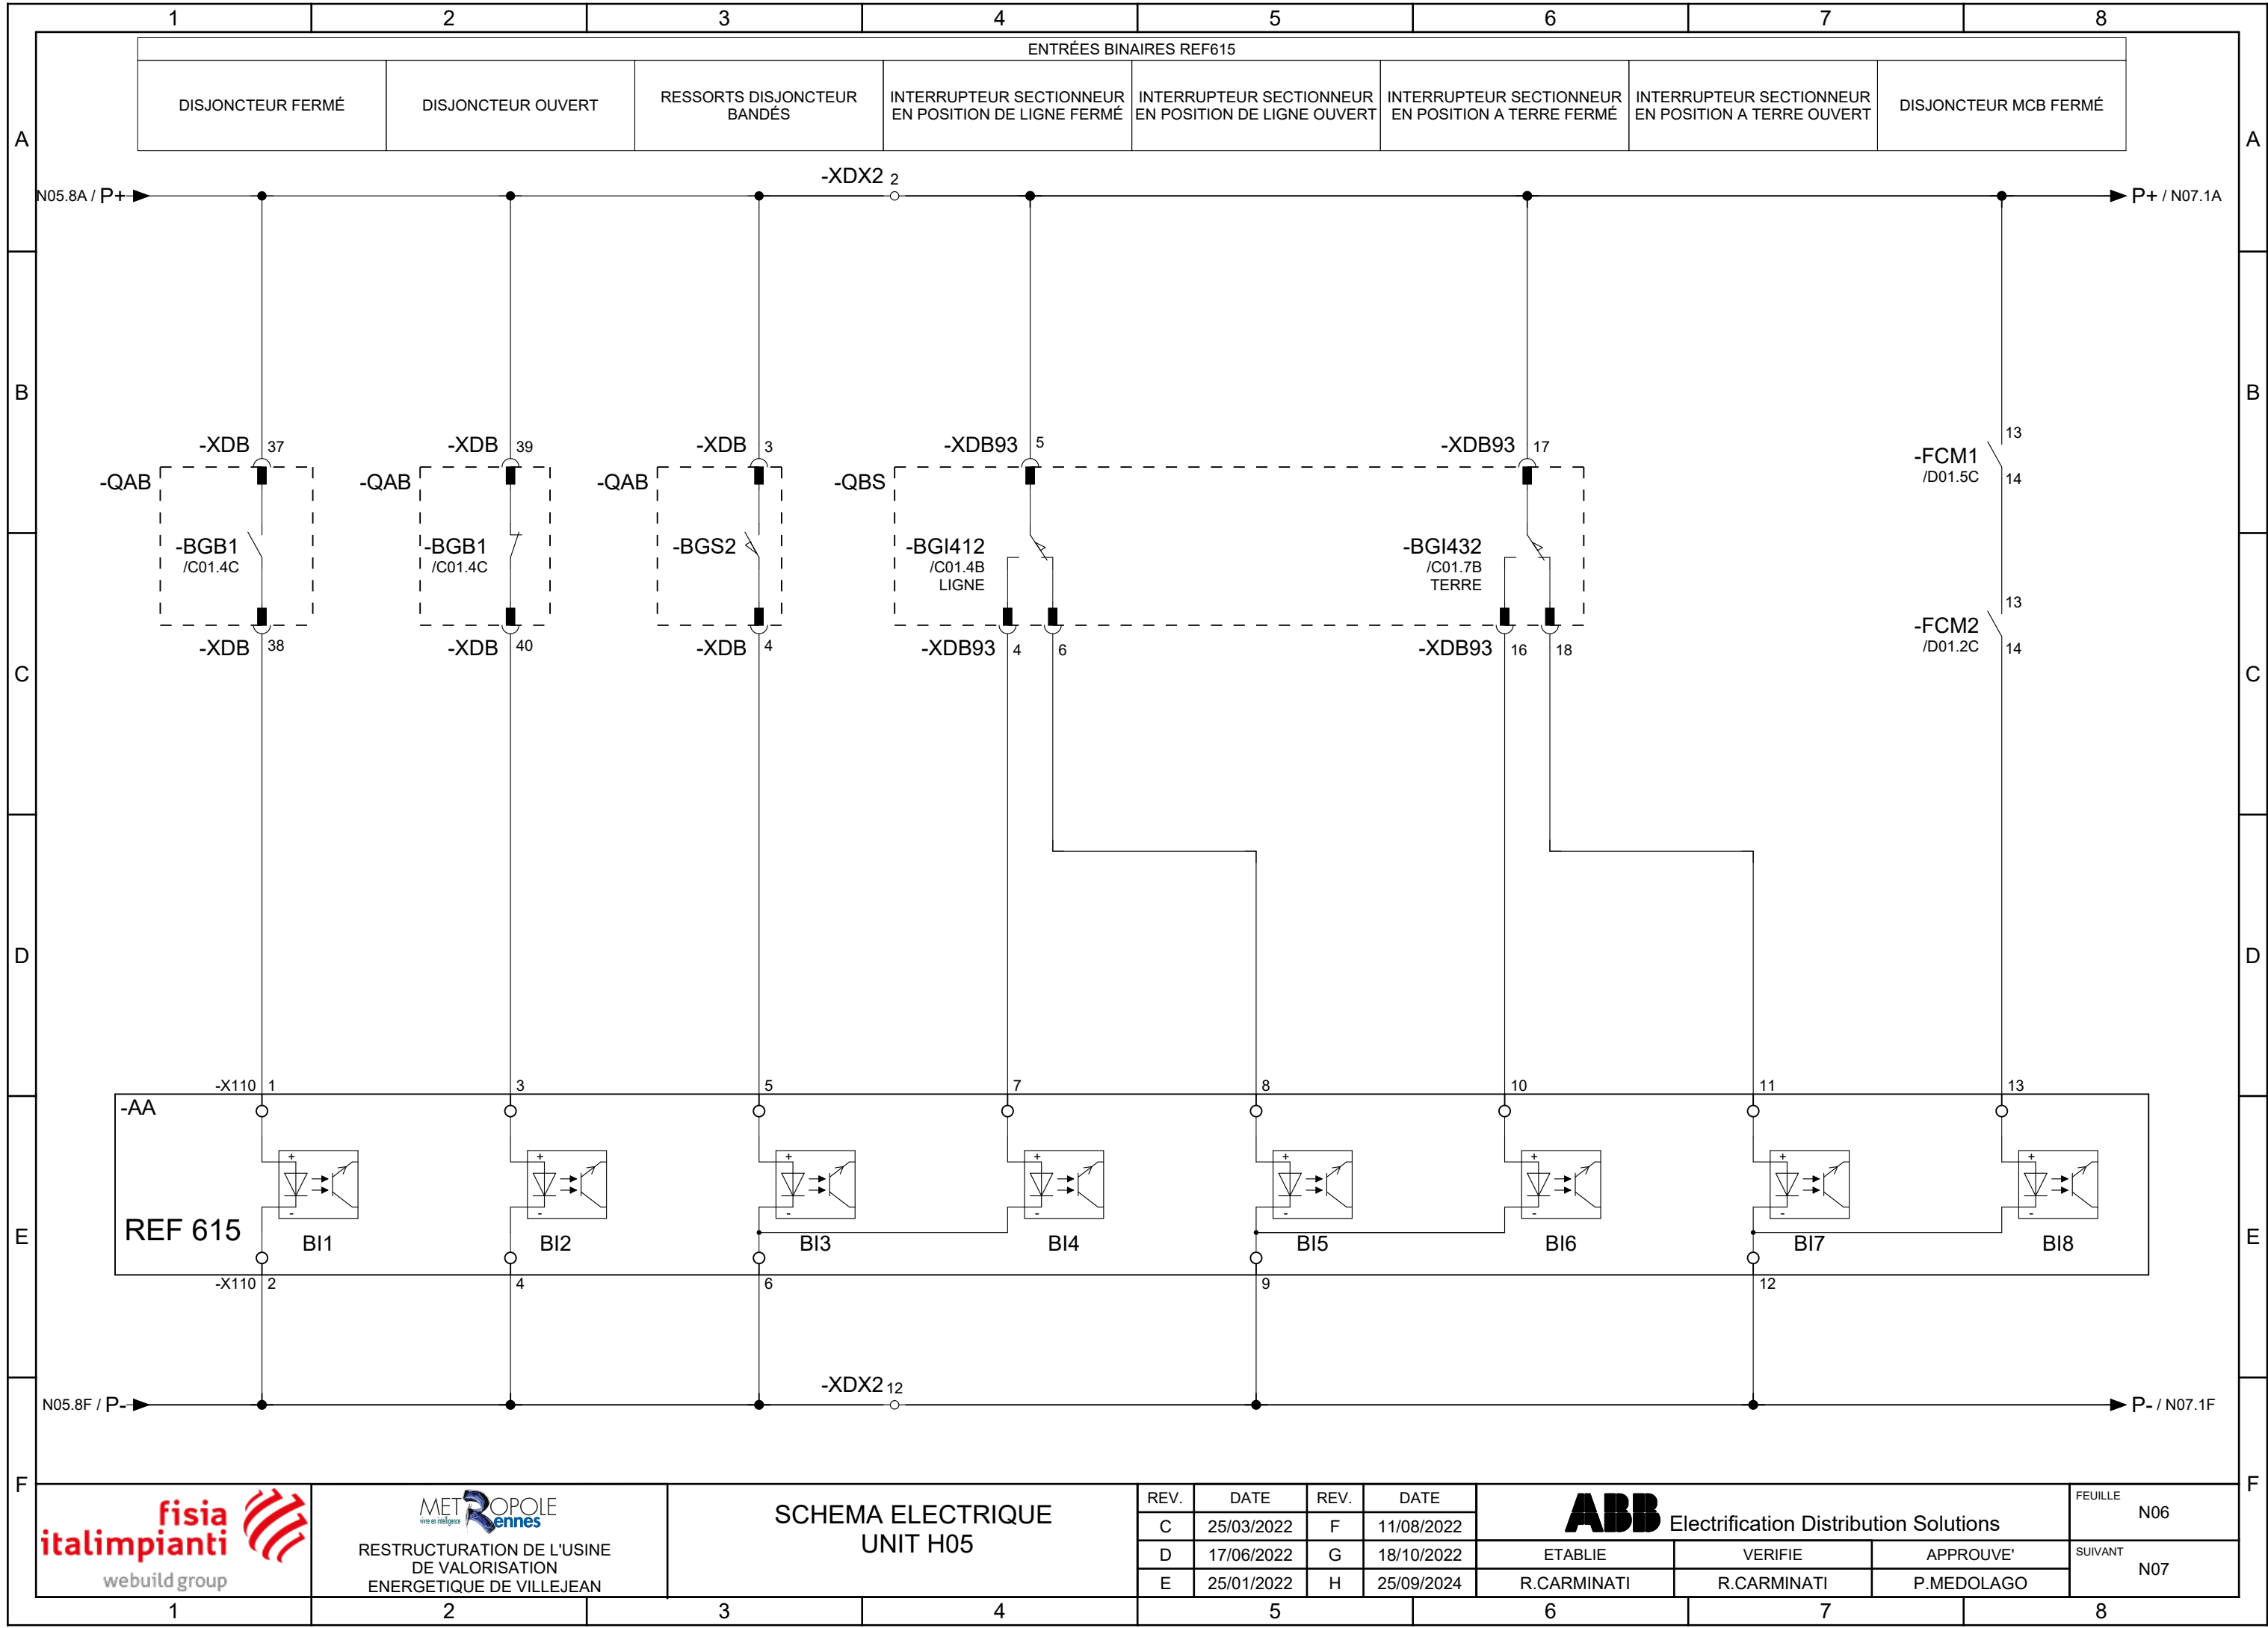 1 2 3 4 5 6 7 8
ENTRÉES BINAIRES REF615
DISJONCTEUR FERMÉ
DISJONCTEUR OUVERT
RESSORTS DISJONCTEUR
BANDÉS
INTERRUPTEUR SECTIONNEUR
EN POSITION DE LIGNE FERMÉ
INTERRUPTEUR SECTIONNEUR
EN POSITION DE LIGNE OUVERT
INTERRUPTEUR SECTIONNEUR
EN POSITION A TERRE FERMÉ
INTERRUPTEUR SECTIONNEUR
EN POSITION A TERRE OUVERT
DISJONCTEUR MCB FERMÉ
A A
-XDX2 2
N05.8A / P+ P+ / N07.1A
B B
-XDB 37 -XDB 39 -XDB 3 -XDB93 5 -XDB93 17 13
-FCM1
/D01.5C 14
-QAB -QAB -QAB -QBS
-BGB1
/C01.4C
-BGB1
/C01.4C
-BGS2
-BGI412
/C01.4B
LIGNE
-BGI432
/C01.7B
TERRE
13
-FCM2
/D01.2C 14
-XDB 38 -XDB 40 -XDB 4 -XDB93 4 6 -XDB93 16 18
C C
D D
-X110 1 3 5 7 8 10 11 13
-AA
+ + + + + + + +
- - - - - - - -
REF 615
BI1 BI2 BI3 BI4 BI5 BI6 BI7 BI8
E E
-X110 2 4 6 9 12
-XDX2 12
N05.8F / P- P- / N07.1F
F F
fisia
italimpianti
webuild group
METROPOLE
vivre en intelligence
Rennes
RESTRUCTURATION DE L'USINE
DE VALORISATION
ENERGETIQUE DE VILLEJEAN
SCHEMA ELECTRIQUE
UNIT H05
REV. DATE REV. DATE
C 25/03/2022 F 11/08/2022
D 17/06/2022 G 18/10/2022
E 25/01/2022 H 25/09/2024
ABB Electrification Distribution Solutions
ETABLIE VERIFIE APPROUVE'
R.CARMINATI R.CARMINATI P.MEDOLAGO
FEUILLE
N06
SUIVANT
N07
1 2 3 4 5 6 7 8